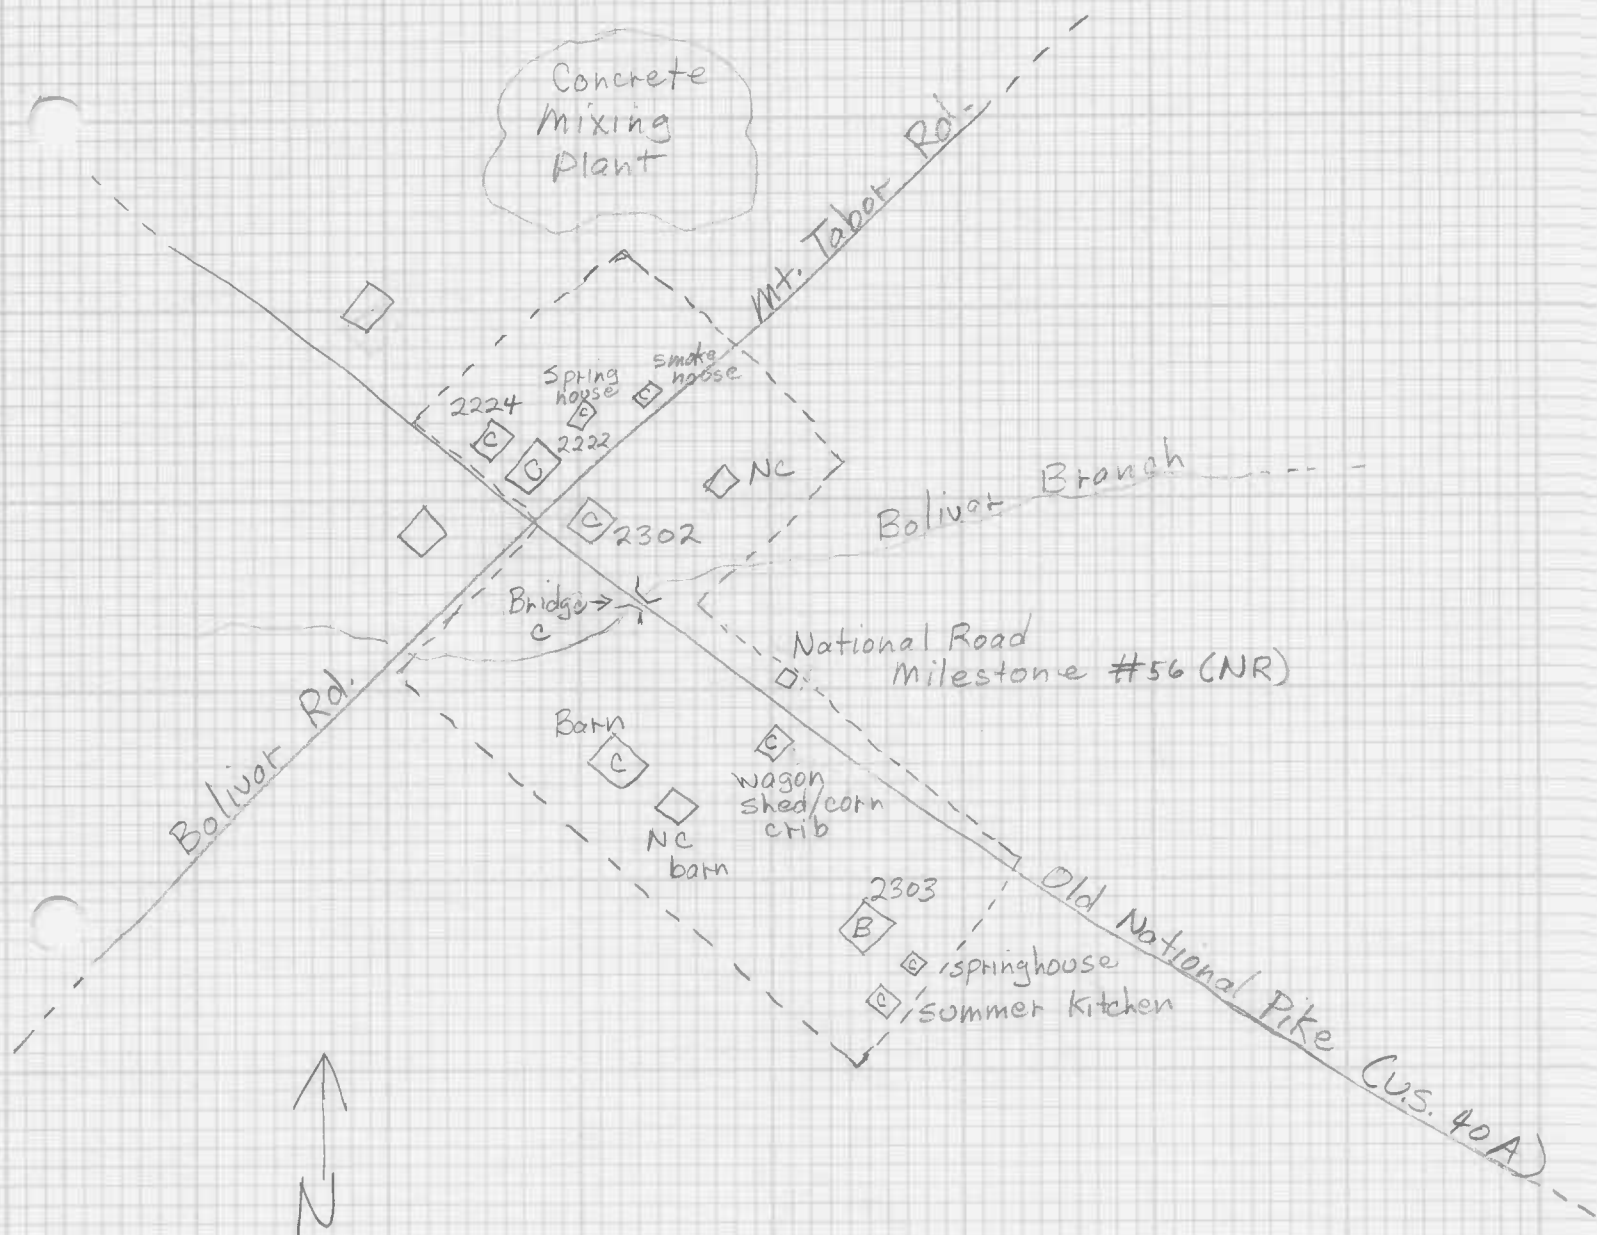 Concrete
Mixing
Plant
Mt. Tabor Rd.
smoke
house
spring
house
C
C
2224
C
2222
C
NC
C
2302
Bolivar Branch
Bridge →
C
National Road
Milestone #56 (NR)
Bolivar Rd.
Barn
C
C
wagon
shed/corn
crib
NC
barn
2303
B
C
springhouse
C
summer kitchen
Old National Pike (U.S. 40A)
N